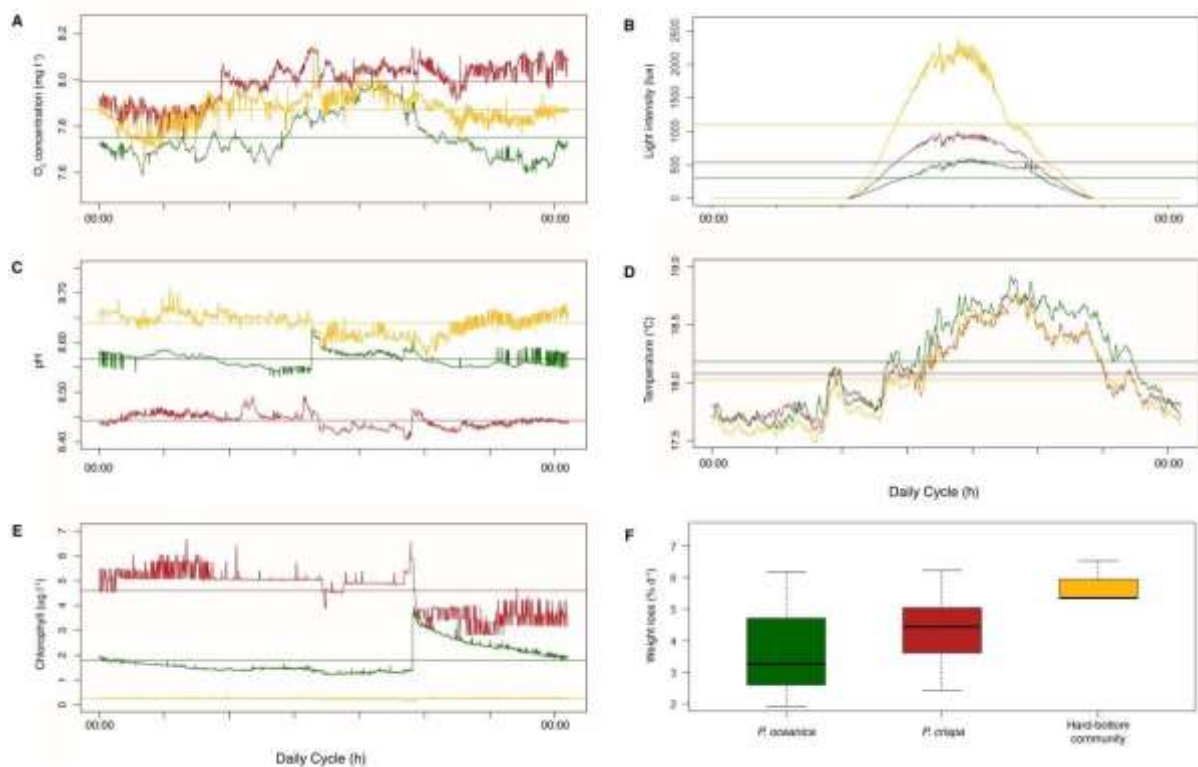 A
B
O₂ concentration (mg l⁻¹)
8.2
8.0
7.8
7.6
00:00
00:00
Light intensity (lux)
2500
2000
1500
1000
500
0
00:00
00:00
C
D
pH
8.70
8.60
8.50
8.40
00:00
00:00
Temperature (°C)
19.0
18.5
18.0
17.5
00:00
00:00
Daily Cycle (h)
E
F
Chlorophyll (ug l⁻¹)
7
6
5
4
3
2
1
0
00:00
00:00
Daily Cycle (h)
Weight loss (% d⁻¹)
7
6
5
4
3
2
P. oceanica
P. crispa
Hard-bottom
community